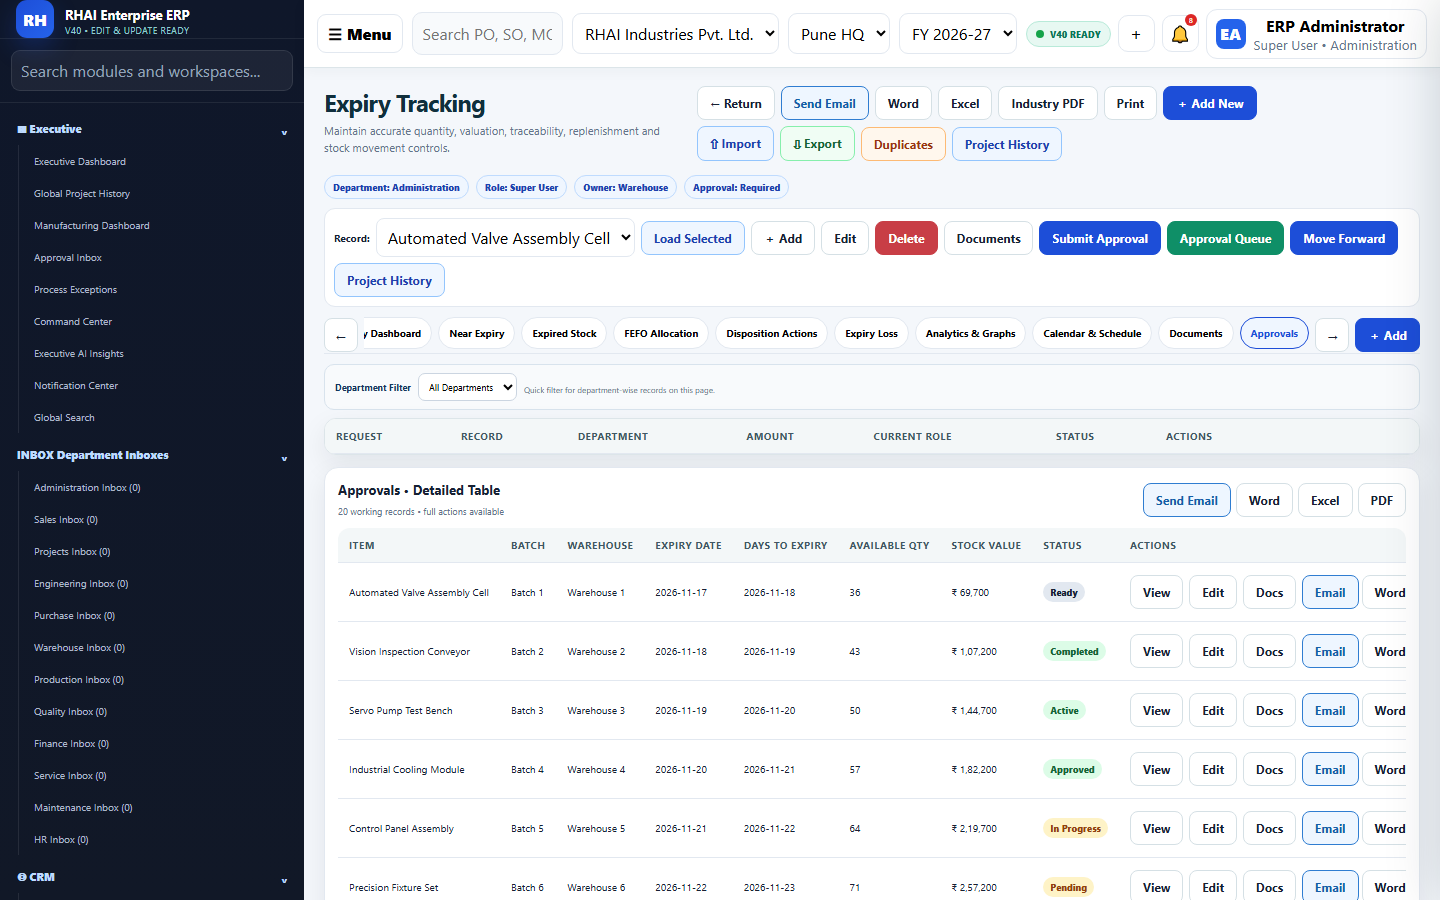 RH
RHAI Enterprise ERP
V40 • EDIT & UPDATE READY
Search modules and workspaces...
Executive
Executive Dashboard
Global Project History
Manufacturing Dashboard
Approval Inbox
Process Exceptions
Command Center
Executive AI Insights
Notification Center
Global Search
INBOX Department Inboxes
Administration Inbox (0)
Sales Inbox (0)
Projects Inbox (0)
Engineering Inbox (0)
Purchase Inbox (0)
Warehouse Inbox (0)
Production Inbox (0)
Quality Inbox (0)
Finance Inbox (0)
Service Inbox (0)
Maintenance Inbox (0)
HR Inbox (0)
CRM
☰ Menu
Search PO, SO, MO
RHAI Industries Pvt. Ltd.
Pune HQ
FY 2026-27
V40 READY
+
8
EA
ERP Administrator
Super User • Administration
Expiry Tracking
Maintain accurate quantity, valuation, traceability, replenishment and
stock movement controls.
← Return
Send Email
Word
Excel
Industry PDF
Print
+ Add New
⇧ Import
⇩ Export
Duplicates
Project History
Department: Administration
Role: Super User
Owner: Warehouse
Approval: Required
Record:
Automated Valve Assembly Cell
Load Selected
+ Add
Edit
Delete
Documents
Submit Approval
Approval Queue
Move Forward
Project History
←
y Dashboard
Near Expiry
Expired Stock
FEFO Allocation
Disposition Actions
Expiry Loss
Analytics & Graphs
Calendar & Schedule
Documents
Approvals
→
+ Add
Department Filter
All Departments
Quick filter for department-wise records on this page.
REQUEST RECORD DEPARTMENT AMOUNT CURRENT ROLE STATUS ACTIONS
Approvals • Detailed Table
20 working records • full actions available
Send Email
Word
Excel
PDF
ITEM BATCH WAREHOUSE EXPIRY DATE DAYS TO EXPIRY AVAILABLE QTY STOCK VALUE STATUS ACTIONS
Automated Valve Assembly Cell Batch 1 Warehouse 1 2026-11-17 2026-11-18 36 ₹ 69,700 Ready View Edit Docs Email Word
Vision Inspection Conveyor Batch 2 Warehouse 2 2026-11-18 2026-11-19 43 ₹ 1,07,200 Completed View Edit Docs Email Word
Servo Pump Test Bench Batch 3 Warehouse 3 2026-11-19 2026-11-20 50 ₹ 1,44,700 Active View Edit Docs Email Word
Industrial Cooling Module Batch 4 Warehouse 4 2026-11-20 2026-11-21 57 ₹ 1,82,200 Approved View Edit Docs Email Word
Control Panel Assembly Batch 5 Warehouse 5 2026-11-21 2026-11-22 64 ₹ 2,19,700 In Progress View Edit Docs Email Word
Precision Fixture Set Batch 6 Warehouse 6 2026-11-22 2026-11-23 71 ₹ 2,57,200 Pending View Edit Docs Email Word